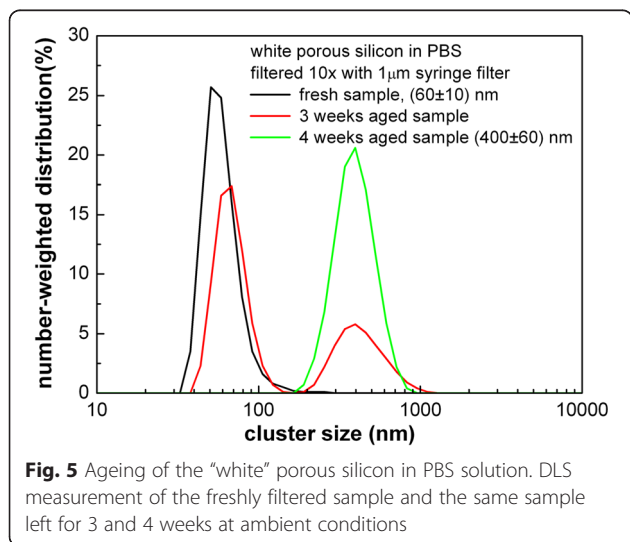 30
25
20
15
10
5
0
number-weighted distribution(%)
white porous silicon in PBS
filtered 10x with 1μm syringe filter
fresh sample, (60±10) nm
3 weeks aged sample
4 weeks aged sample (400±60) nm
10 100 1000 10000
cluster size (nm)
Fig. 5 Ageing of the “white” porous silicon in PBS solution. DLS
measurement of the freshly filtered sample and the same sample
left for 3 and 4 weeks at ambient conditions